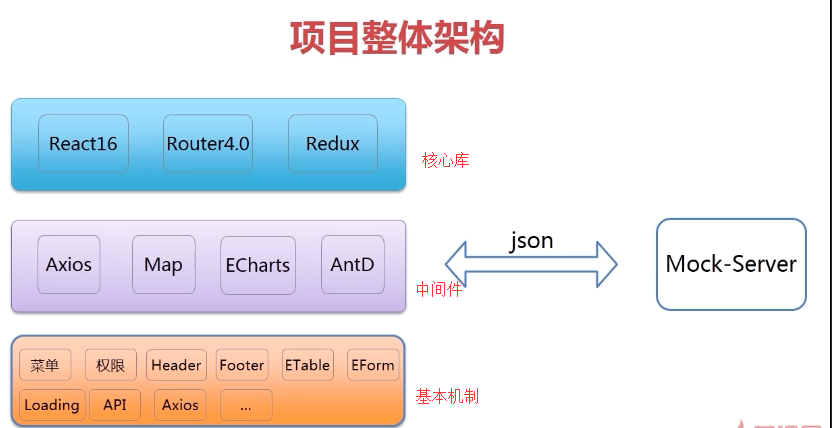 项目整体架构
React16 Router4.0 Redux
核心库
Axios Map ECharts AntD
中间件
json
Mock-Server
菜单 权限 Header Footer ETable EForm
Loading API Axios ...
基本机制